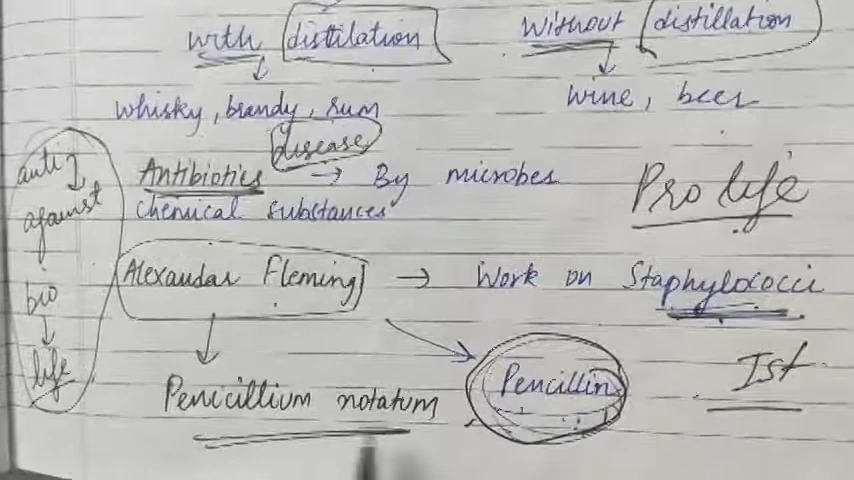 with distillation    without distillation
whisky, brandy, rum    wine, beer
disease
anti    Antibiotics → By microbes    Pro life
against    Chemical substances
Alexandar Fleming → Work on Staphylococci
bio
life    Penicillium notatum    Pencillin    Ist